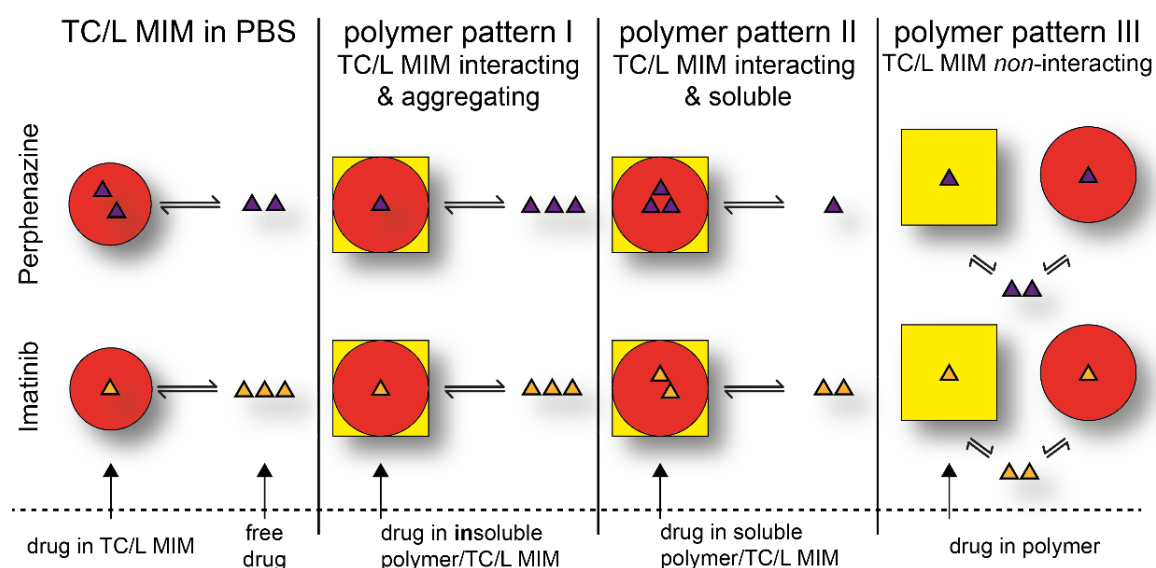 TC/L MIM in PBS
polymer pattern I
TC/L MIM interacting
& aggregating
polymer pattern II
TC/L MIM interacting
& soluble
polymer pattern III
TC/L MIM non-interacting
Perphenazine
Imatinib
drug in TC/L MIM
free
drug
drug in insoluble
polymer/TC/L MIM
drug in soluble
polymer/TC/L MIM
drug in polymer